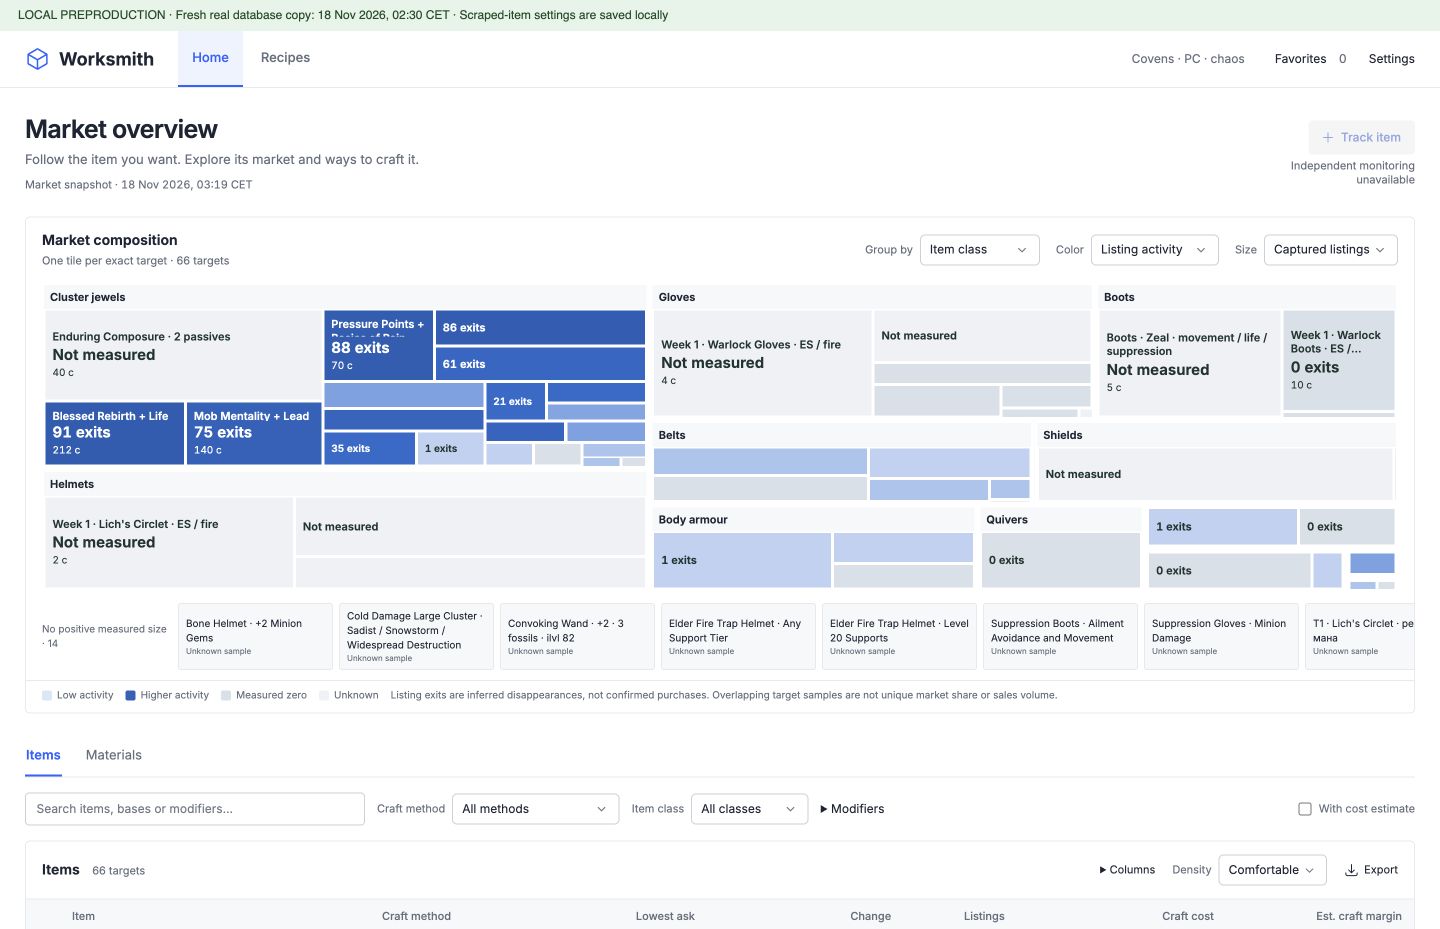 LOCAL PREPRODUCTION · Fresh real database copy: 18 Nov 2026, 02:30 CET · Scraped-item settings are saved locally
Worksmith
Home
Recipes
Covens · PC · chaos
Favorites 0
Settings
Market overview
Follow the item you want. Explore its market and ways to craft it.
Market snapshot · 18 Nov 2026, 03:19 CET
+ Track item
Independent monitoring
unavailable
Market composition
One tile per exact target · 66 targets
Group by
Item class
Color
Listing activity
Size
Captured listings
Cluster jewels
Enduring Composure · 2 passives
Not measured
40 c
Pressure Points +
88 exits
70 c
86 exits
61 exits
Blessed Rebirth + Life
91 exits
212 c
Mob Mentality + Lead
75 exits
140 c
21 exits
35 exits
1 exits
Helmets
Week 1 · Lich's Circlet · ES / fire
Not measured
2 c
Not measured
Gloves
Week 1 · Warlock Gloves · ES / fire
Not measured
4 c
Not measured
Boots
Boots · Zeal · movement / life /
suppression
Not measured
5 c
Week 1 · Warlock
Boots · ES /...
0 exits
10 c
Belts
Shields
Not measured
Body armour
1 exits
Quivers
0 exits
1 exits
0 exits
0 exits
No positive measured size
· 14
Bone Helmet · +2 Minion
Gems
Unknown sample
Cold Damage Large Cluster ·
Sadist / Snowstorm /
Widespread Destruction
Unknown sample
Convoking Wand · +2 · 3
fossils · ilvl 82
Unknown sample
Elder Fire Trap Helmet · Any
Support Tier
Unknown sample
Elder Fire Trap Helmet · Level
20 Supports
Unknown sample
Suppression Boots · Ailment
Avoidance and Movement
Unknown sample
Suppression Gloves · Minion
Damage
Unknown sample
T1 · Lich's Circlet · ре
мана
Unknown sample
Low activity
Higher activity
Measured zero
Unknown
Listing exits are inferred disappearances, not confirmed purchases. Overlapping target samples are not unique market share or sales volume.
Items
Materials
Search items, bases or modifiers...
Craft method
All methods
Item class
All classes
Modifiers
With cost estimate
Items 66 targets
Columns
Density
Comfortable
Export
Item
Craft method
Lowest ask
Change
Listings
Craft cost
Est. craft margin